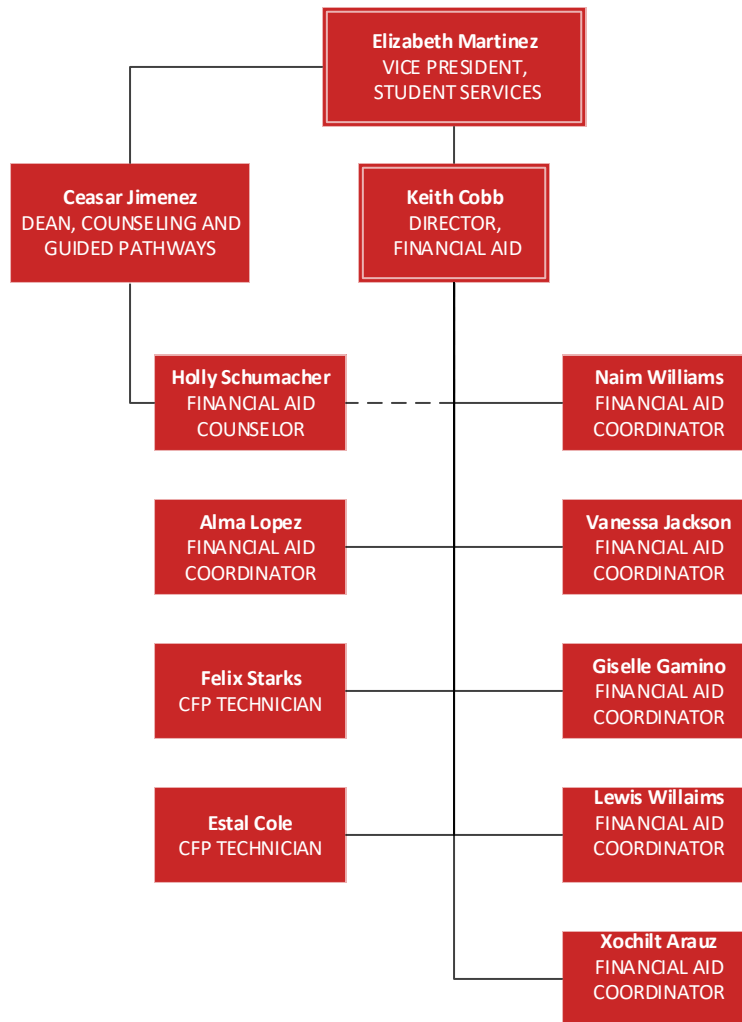 Elizabeth Martinez
VICE PRESIDENT,
STUDENT SERVICES
Ceasar Jimenez
DEAN, COUNSELING AND
GUIDED PATHWAYS
Keith Cobb
DIRECTOR,
FINANCIAL AID
Holly Schumacher
FINANCIAL AID
COUNSELOR
Naim Williams
FINANCIAL AID
COORDINATOR
Alma Lopez
FINANCIAL AID
COORDINATOR
Vanessa Jackson
FINANCIAL AID
COORDINATOR
Felix Starks
CFP TECHNICIAN
Giselle Gamino
FINANCIAL AID
COORDINATOR
Estal Cole
CFP TECHNICIAN
Lewis Willaims
FINANCIAL AID
COORDINATOR
Xochilt Arauz
FINANCIAL AID
COORDINATOR